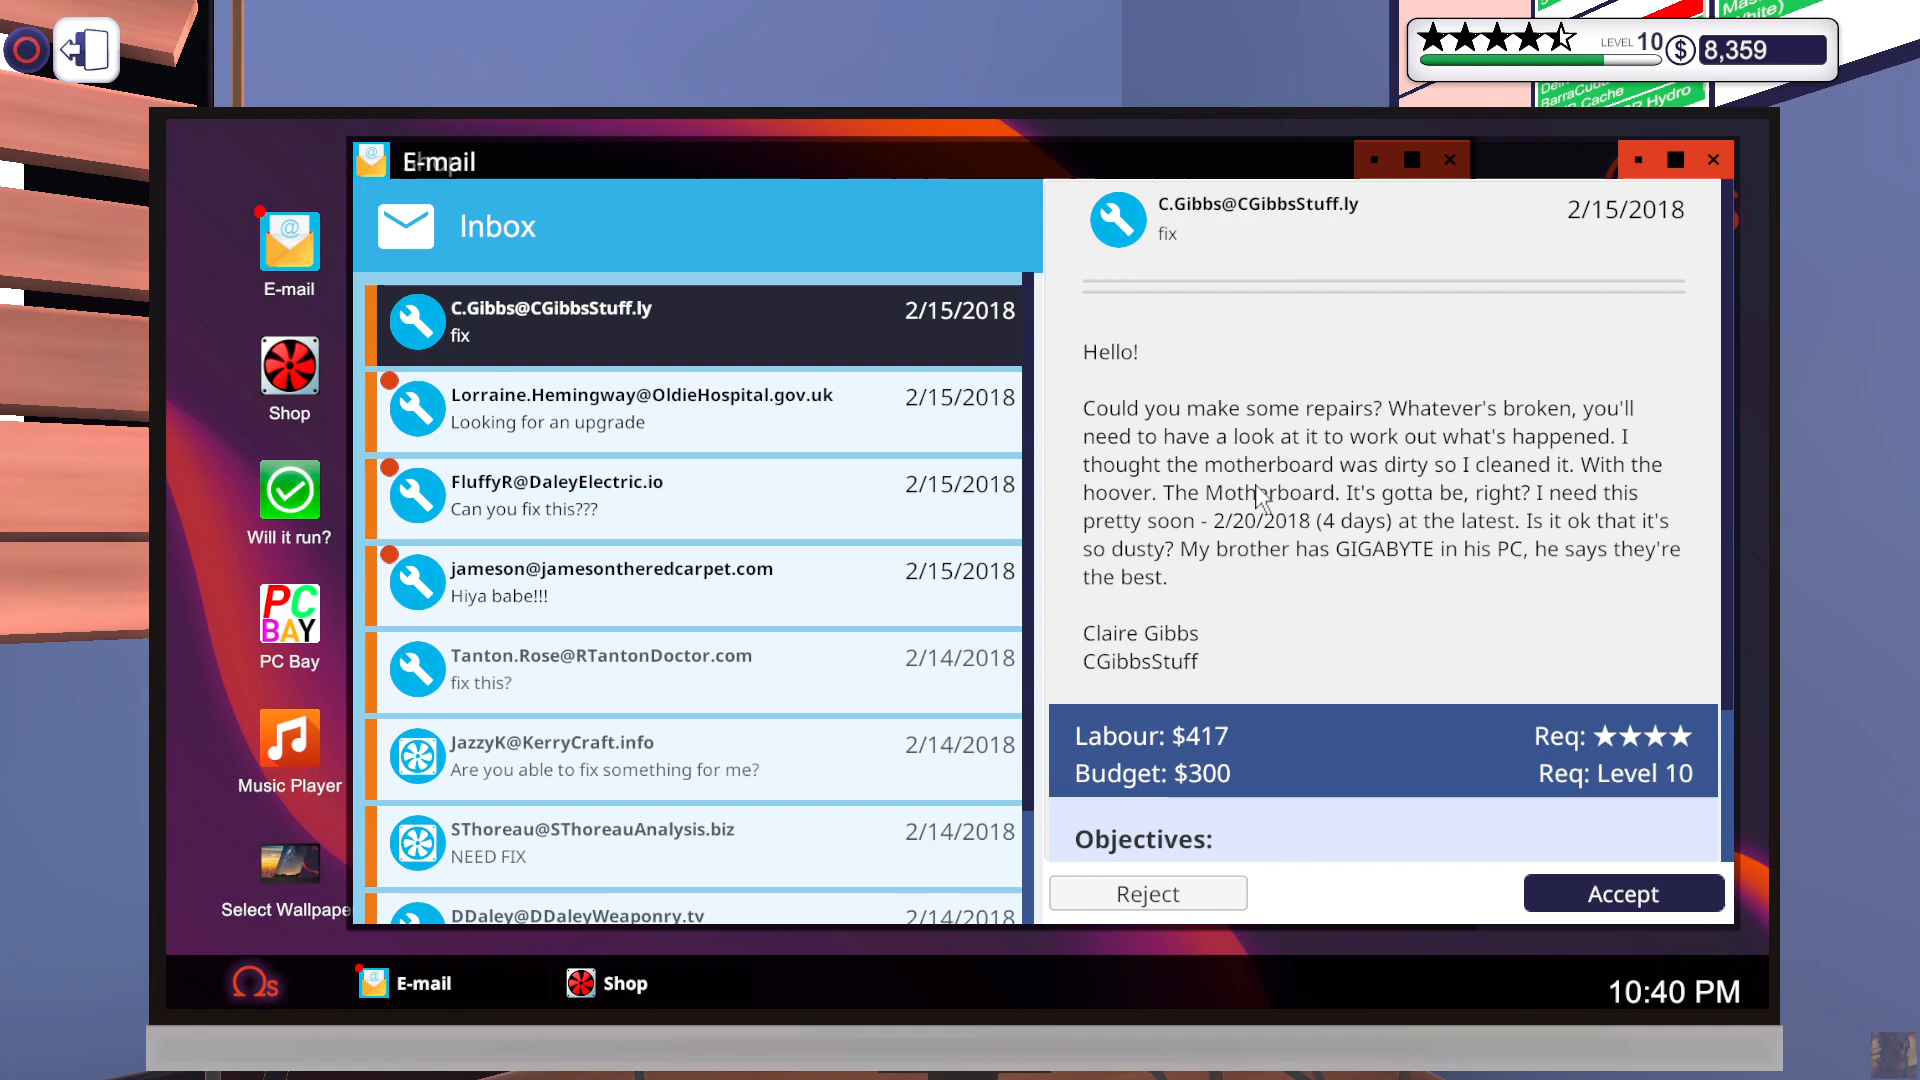 LEVEL 10
$ 8,359
BarraCuda
Cache
Hydro
E-mail
E-mail
Shop
Will it run?
PC
BAY
PC Bay
Music Player
Select Wallpape
Inbox
C.Gibbs@CGibbsStuff.ly 2/15/2018
fix
Lorraine.Hemingway@OldieHospital.gov.uk 2/15/2018
Looking for an upgrade
FluffyR@DaleyElectric.io 2/15/2018
Can you fix this???
jameson@jamesontheredcarpet.com 2/15/2018
Hiya babe!!!
Tanton.Rose@RTantonDoctor.com 2/14/2018
fix this?
JazzyK@KerryCraft.info 2/14/2018
Are you able to fix something for me?
SThoreau@SThoreauAnalysis.biz 2/14/2018
NEED FIX
DDaley@DDaleyWeaponry.tv 2/14/2018
C.Gibbs@CGibbsStuff.ly 2/15/2018
fix
Hello!
Could you make some repairs? Whatever's broken, you'll
need to have a look at it to work out what's happened. I
thought the motherboard was dirty so I cleaned it. With the
hoover. The Motherboard. It's gotta be, right? I need this
pretty soon - 2/20/2018 (4 days) at the latest. Is it ok that it's
so dusty? My brother has GIGABYTE in his PC, he says they're
the best.
Claire Gibbs
CGibbsStuff
Labour: $417 Req: ★★★★
Budget: $300 Req: Level 10
Objectives:
Reject Accept
Ωs E-mail Shop 10:40 PM